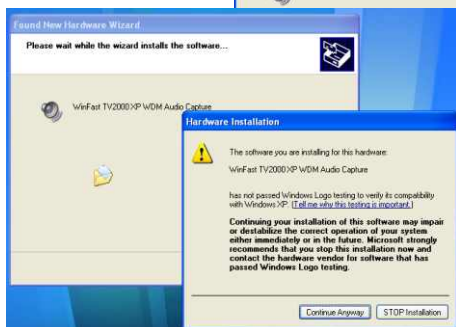 Found New Hardware Wizard
Please wait while the wizard installs the software...
WinFast TV2000 XP WDM Audio Capture
Hardware Installation
The software you are installing for this hardware:
WinFast TV2000 XP WDM Audio Capture
has not passed Windows Logo testing to verify its compatibility
with Windows XP. (Tell me why this testing is important.)
Continuing your installation of this software may impair
or destabilize the correct operation of your system
either immediately or in the future. Microsoft strongly
recommends that you stop this installation now and
contact the hardware vendor for software that has
passed Windows Logo testing.
Continue Anyway
STOP Installation